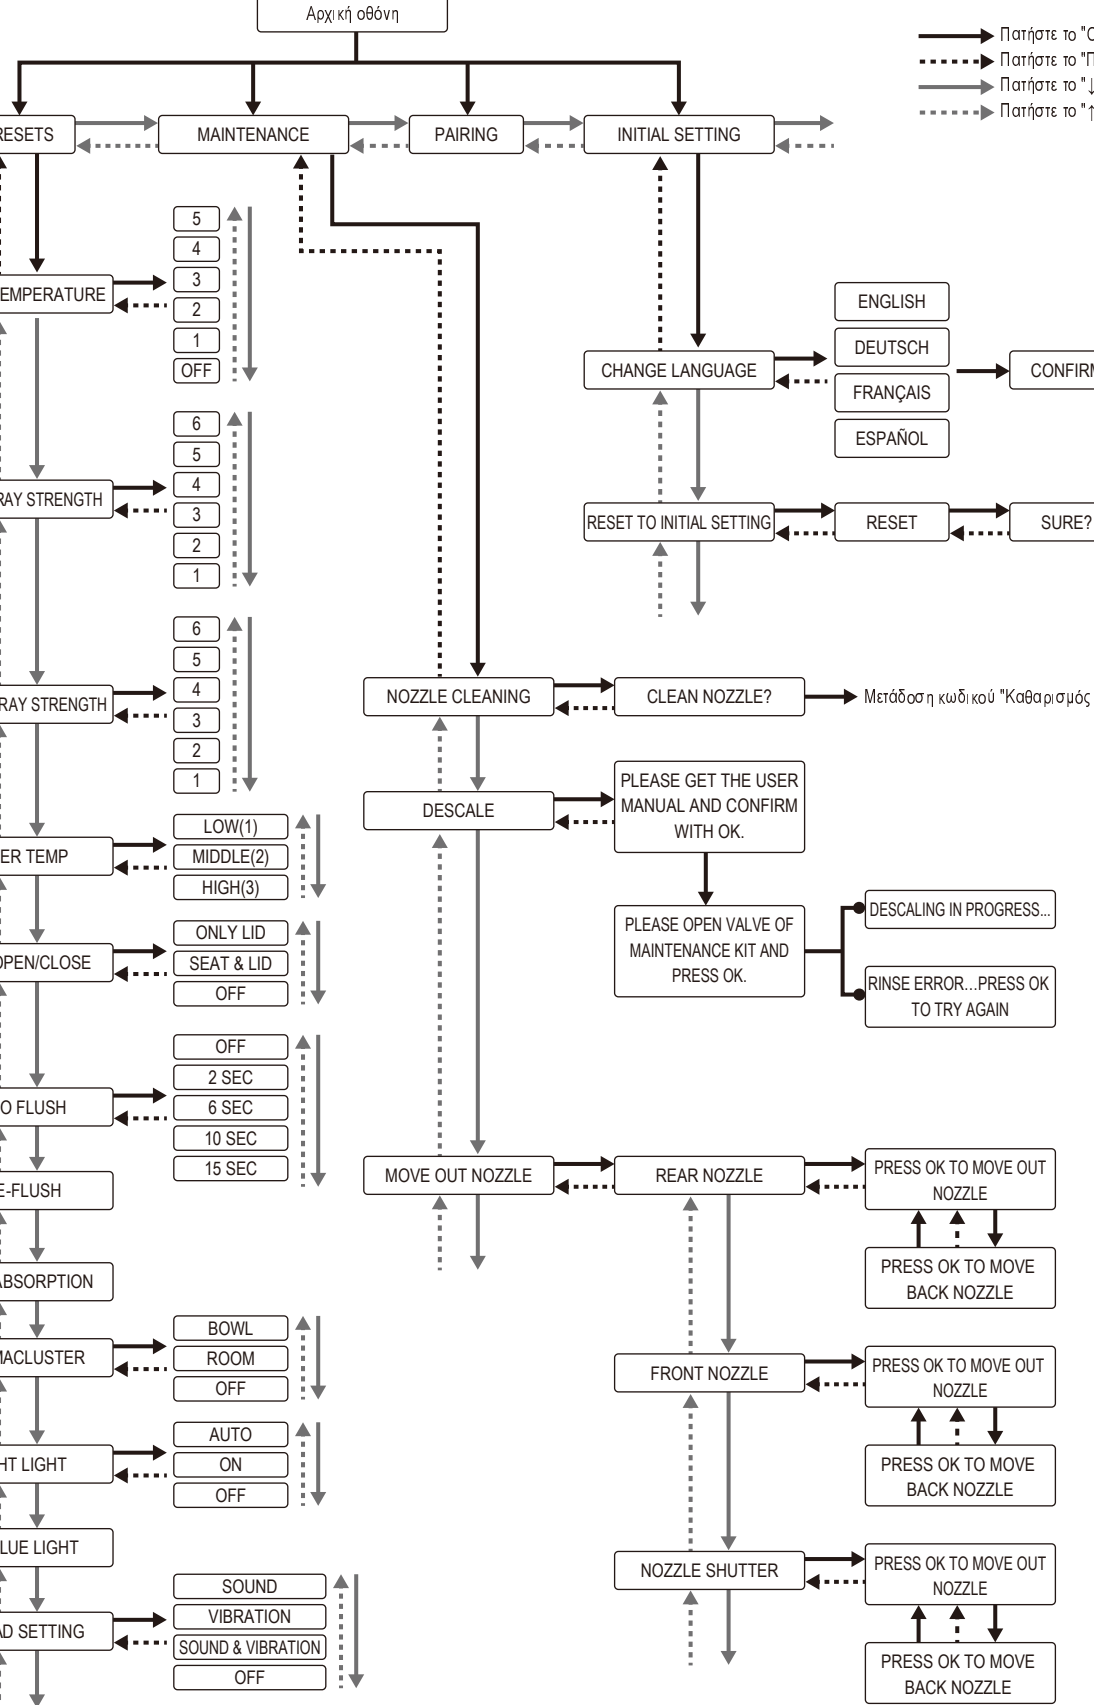 Αρχική οθόνη
Πατήστε το "
Πατήστε το "
Πατήστε το "↓
Πατήστε το "↑
MAINTENANCE
PAIRING
INITIAL SETTING
5
4
3
2
1
OFF
6
5
4
3
2
1
RAY STRENGTH
6
5
4
3
2
1
RAY STRENGTH
ER TEMP
LOW(1)
MIDDLE(2)
HIGH(3)
OPEN/CLOSE
ONLY LID
SEAT & LID
OFF
O FLUSH
OFF
2 SEC
6 SEC
10 SEC
15 SEC
E-FLUSH
ABSORPTION
MACLUSTER
BOWL
ROOM
OFF
HT LIGHT
AUTO
ON
OFF
LUE LIGHT
AD SETTING
SOUND
VIBRATION
SOUND & VIBRATION
OFF
CHANGE LANGUAGE
ENGLISH
DEUTSCH
FRANÇAIS
ESPAÑOL
CONFIRM
RESET TO INITIAL SETTING
RESET
SURE?
NOZZLE CLEANING
CLEAN NOZZLE?
Μετάδοση κωδικού "Καθαρισμός
DESCALE
PLEASE GET THE USER
MANUAL AND CONFIRM
WITH OK.
PLEASE OPEN VALVE OF
MAINTENANCE KIT AND
PRESS OK.
DESCALING IN PROGRESS...
RINSE ERROR...PRESS OK
TO TRY AGAIN
MOVE OUT NOZZLE
REAR NOZZLE
PRESS OK TO MOVE OUT
NOZZLE
PRESS OK TO MOVE
BACK NOZZLE
FRONT NOZZLE
PRESS OK TO MOVE OUT
NOZZLE
PRESS OK TO MOVE
BACK NOZZLE
NOZZLE SHUTTER
PRESS OK TO MOVE OUT
NOZZLE
PRESS OK TO MOVE
BACK NOZZLE